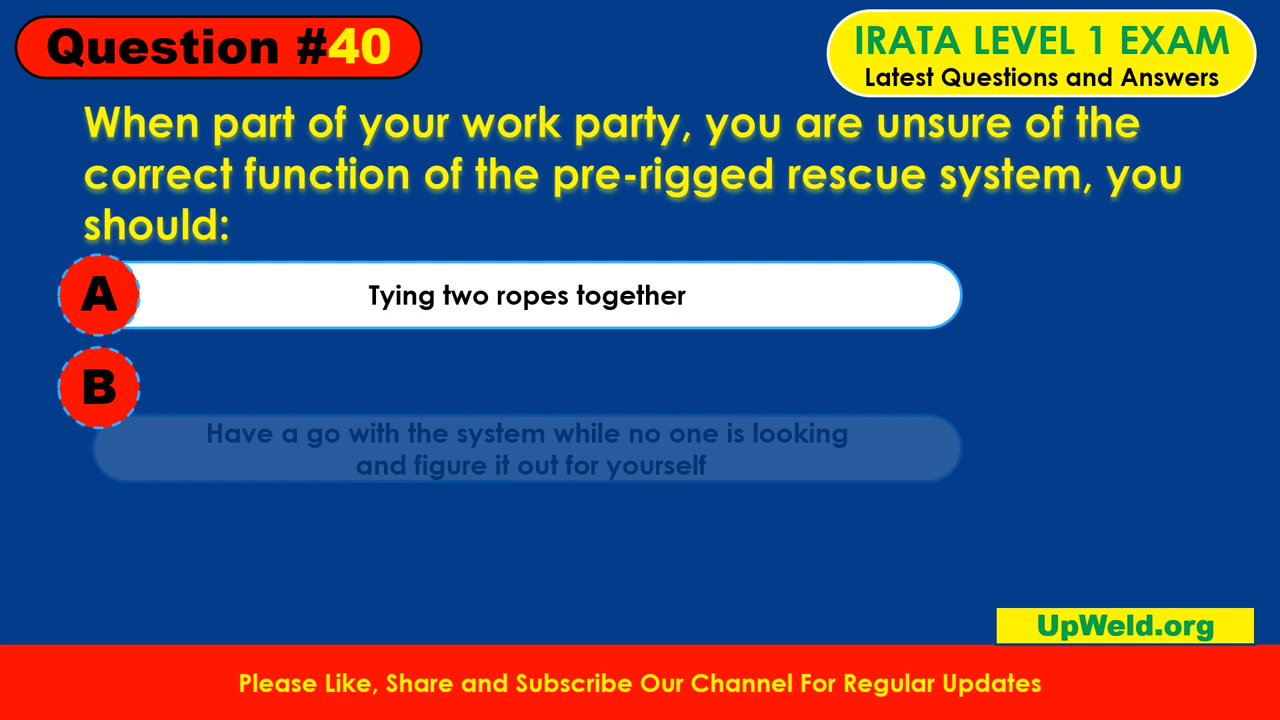 Question #40
IRATA LEVEL 1 EXAM
Latest Questions and Answers
When part of your work party, you are unsure of the
correct function of the pre-rigged rescue system, you
should:
A
Tying two ropes together
B
Have a go with the system while no one is looking
and figure it out for yourself
UpWeld.org
Please Like, Share and Subscribe Our Channel For Regular Updates